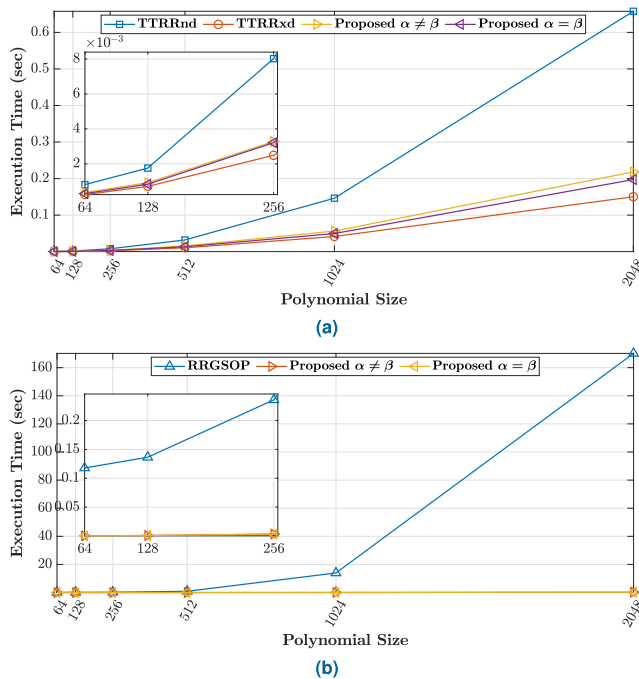 TTRRnd TTRRxd Proposed α ≠ β Proposed α = β
×10⁻³
8
4
2
64 128 256
0.6
0.5
0.4
0.3
0.2
0.1
Execution Time (sec)
64 128 256 512 1024 2048
Polynomial Size
(a)
RRGSOP Proposed α ≠ β Proposed α = β
0.2
0.15
0.1
0.05
64 128 256
160
140
120
100
80
60
40
20
Execution Time (sec)
64 128 256 512 1024 2048
Polynomial Size
(b)